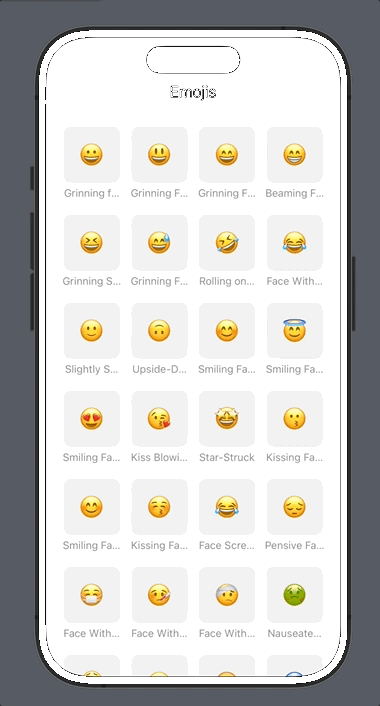 Emojis
Grinning f... Grinning F... Grinning F... Beaming F...
Grinning S... Grinning F... Rolling on... Face With...
Slightly S... Upside-D... Smiling Fa... Smiling Fa...
Smiling Fa... Kiss Blowi... Star-Struck Kissing Fa...
Smiling Fa... Kissing Fa... Face Scre... Pensive Fa...
Face With... Face With... Face With... Nauseate...